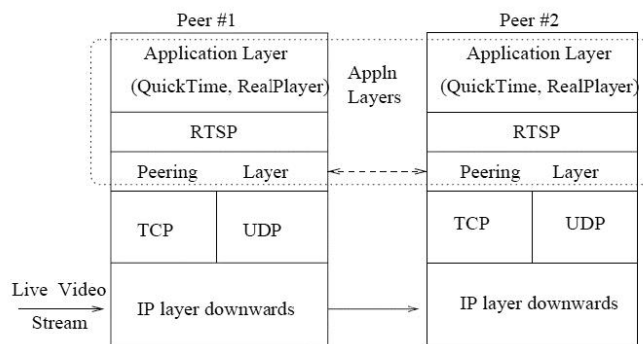 Peer #1
Peer #2
Application Layer
(QuickTime, RealPlayer)
RTSP
Peering Layer
TCP
UDP
IP layer downwards
Appln
Layers
Application Layer
(QuickTime, RealPlayer)
RTSP
Peering Layer
TCP
UDP
IP layer downwards
Live Video
Stream